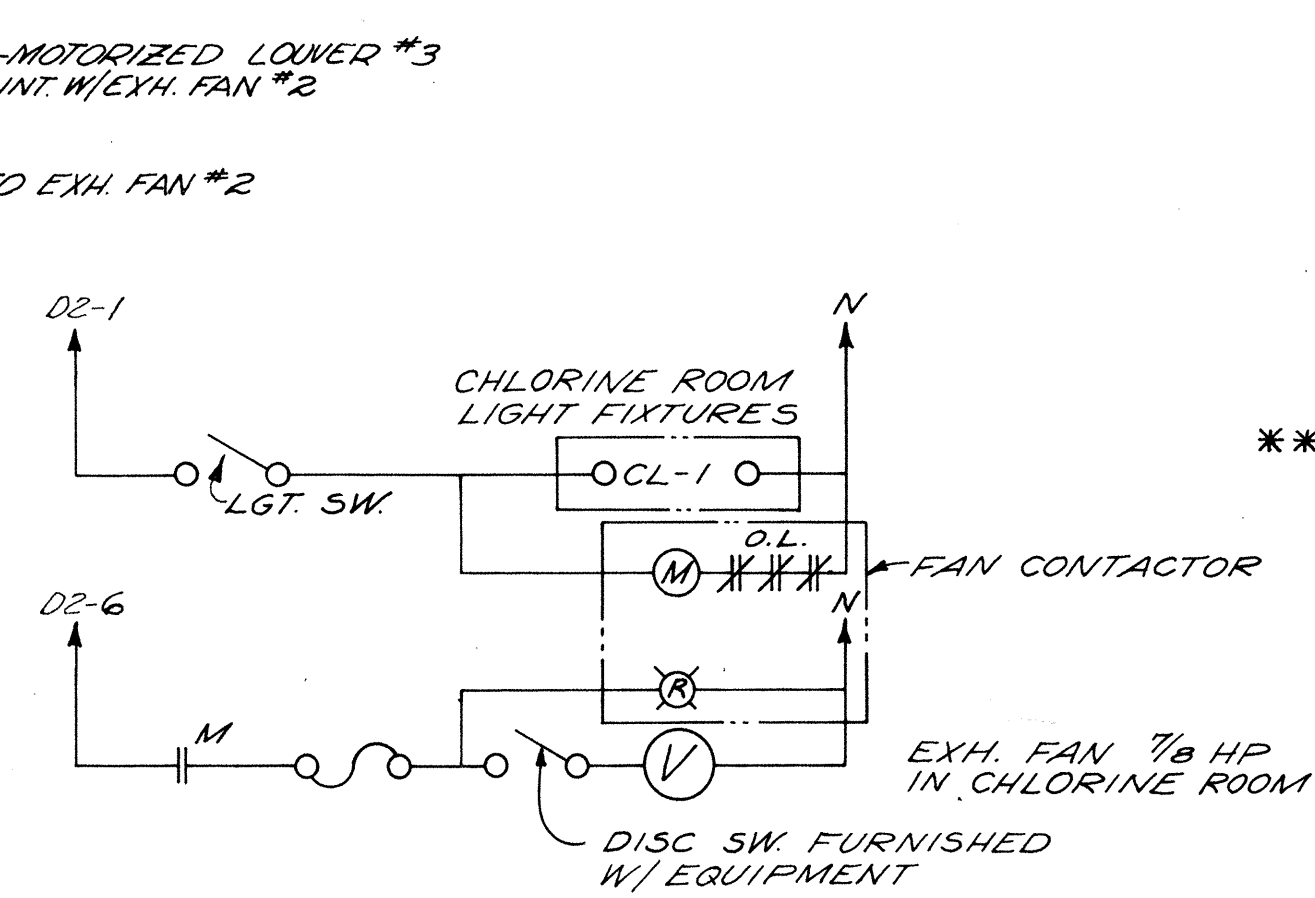 -MOTORIZED LOUVER #3
INT. W/EXH. FAN #2
TO EXH. FAN #2
D2-1
N
CHLORINE ROOM
LIGHT FIXTURES
**
CL-1
LGT. SW.
O.L.
M
FAN CONTACTOR
D2-6
N
R
M
V
EXH. FAN 7/8 HP
IN CHLORINE ROOM
DISC SW. FURNISHED
W/ EQUIPMENT